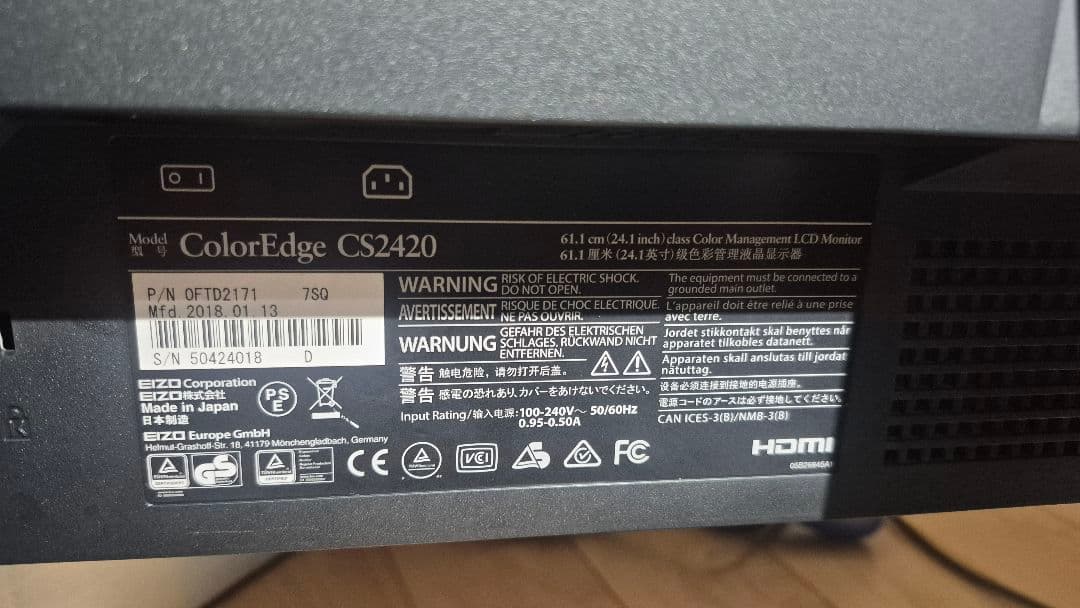 Model
型 号
ColorEdge CS2420
61.1 cm (24.1 inch) class Color Management LCD Monitor
61.1 厘米 (24.1英寸) 级色彩管理液晶显示器
P/N 0FTD2171 7SQ
Mfd 2018.01.13
S/N 50424018 D
WARNING RISK OF ELECTRIC SHOCK.
DO NOT OPEN.
AVERTISSEMENT RISQUE DE CHOC ELECTRIQUE.
NE PAS OUVRIR.
WARNUNG GEFAHR DES ELEKTRISCHEN
SCHLAGES. RÜCKWAND NICHT
ENTFERNEN.
警告 触电危险，请勿打开后盖。
警告 感電の恐れあり、カバーをあけないでください。
Input Rating/输入电源:100-240V～ 50/60Hz
0.95-0.50A
The equipment must be connected to a
grounded main outlet.
L'appareil doit être relié à une prise
avec terre.
Jordet stikkontakt skal benyttes når
apparatet tilkobles datanett.
Apparaten skall anslutas till jordat
nätuttag.
设备必须连接到接地的电源插座。
電源コードのアースは必ず接地してください。
CAN ICES-3(B)/NMB-3(B)
EIZO Corporation
EIZO株式会社
Made in Japan
日本制造
PS
E
EIZO Europe GmbH
Helmut-Grashoff-Str. 18, 41179 Mönchengladbach, Germany
GS
CE
VCI
FC
HDMI